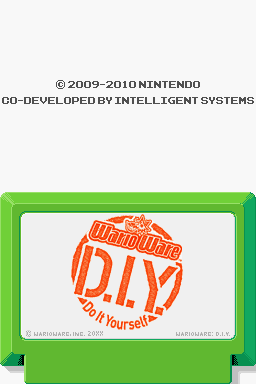 © 2009-2010 NINTENDO
CO-DEVELOPED BY INTELLIGENT SYSTEMS
WarioWare
D.I.Y.
Do It Yourself
© WARIOWARE, INC. 20XX
WARIOWARE: D.I.Y.